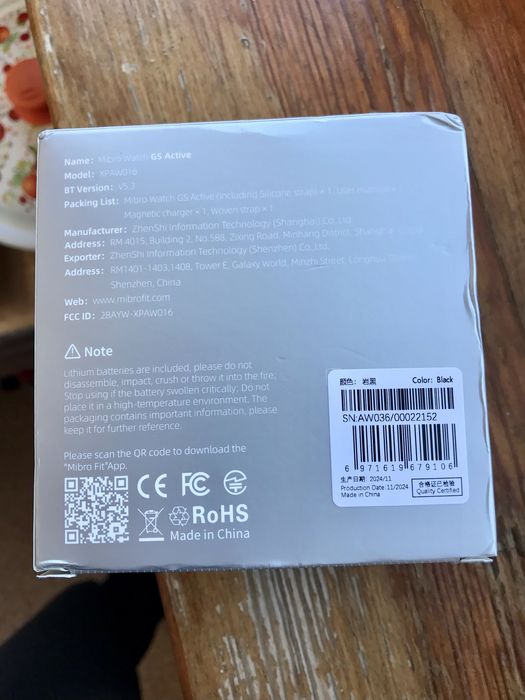 Name: Mibro Watch GS Active
Model: XPAW016
BT Version: v5.3
Packing List: Mibro Watch GS Active(including Silicone strap) × 1, User manual × 1
Magnetic charger × 1, Woven strap × 1
Manufacturer: ZhenShi Information Technology (Shanghai) Co.,Ltd.
Address: RM 4015, Building 2, No.588, Zixing Road, Minhang District, Shanghai
Exporter: ZhenShi Information Technology (Shenzhen) Co.,Ltd.
Address: RM1401-1403,1408, Tower E, Galaxy World, Minzhi Street, Longhua
Shenzhen, China
Web: www.mibrofit.com
FCC ID: 2BAYW-XPAW016
Note
Lithium batteries are included, please do not
disassemble, impact, crush or throw it into the fire;
Stop using if the battery swollen critically; Do not
place it in a high-temperature environment. The
packaging contains important information, please
keep it for further reference.
Please scan the QR code to download the
"Mibro Fit"App.
CE FC
RoHS
Made in China
颜色: 岩黑 Color: Black
SN:AW036/00022152
6 971619 679106
生产日期: 2024/11
Production Date: 11/2024
Made in China
合格证已检验
Quality Certified